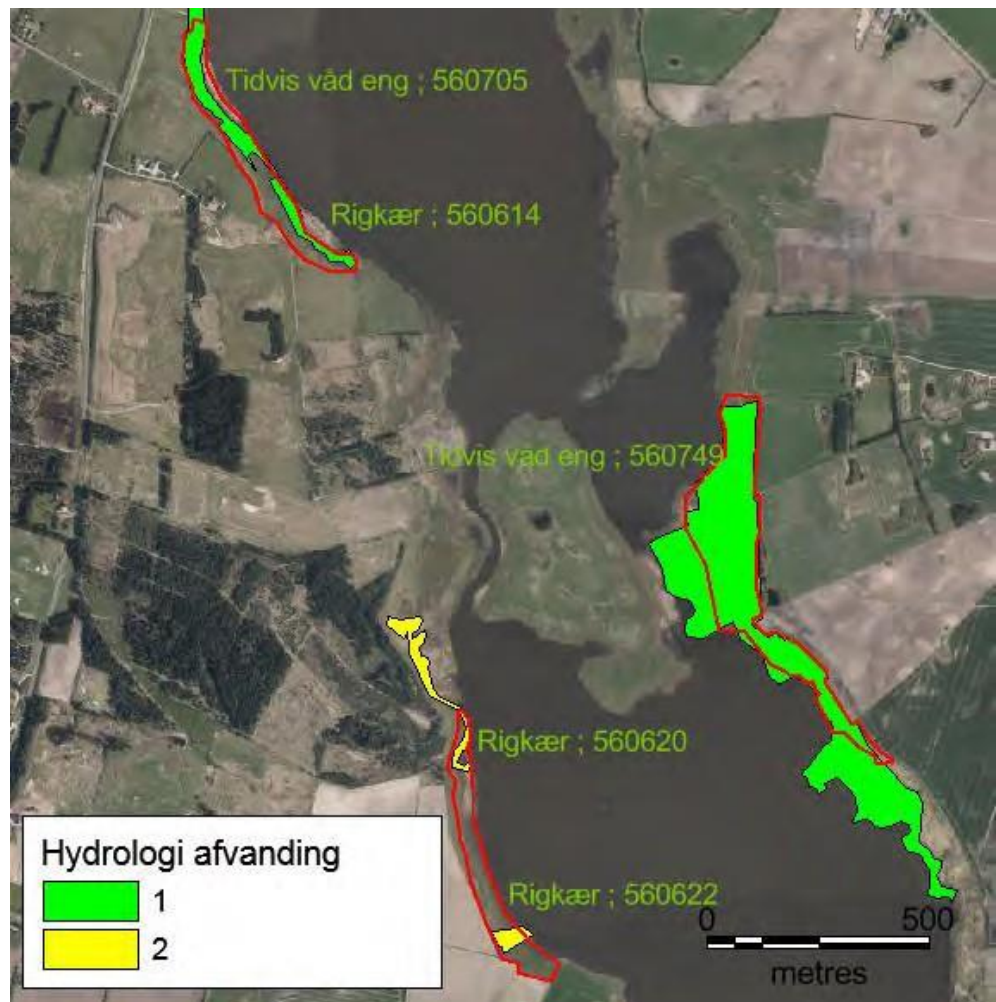 Tidvis våd eng ; 560705
Rigkær ; 560614
Tidvis våd eng ; 560749
Rigkær ; 560620
Rigkær ; 560622
Hydrologi afvanding
1
2
0 500
metres